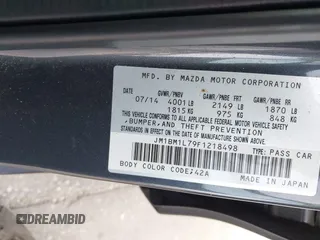 MFD. BY MAZDA MOTOR CORPORATION
DATE GVWR/PNBV GAWR/PNBE FRT GAWR/PNBE RR
07/14 4001 LB 2149 LB 1870 LB
1815 KG 975 KG 848 KG
THIS VEHICLE CONFORMS TO ALL APPLICABLE FEDERAL MOTOR VEHICLE SAFETY
,BUMPER,AND THEFT PREVENTION
STANDARDS IN EFFECT ON THE DATE OF MANUFACTURE SHOWN ABOVE.
JM1BM1L79F1218498 TYPE: PASS CAR
BODY COLOR CODE:42A MADE IN JAPAN
DREAMBID